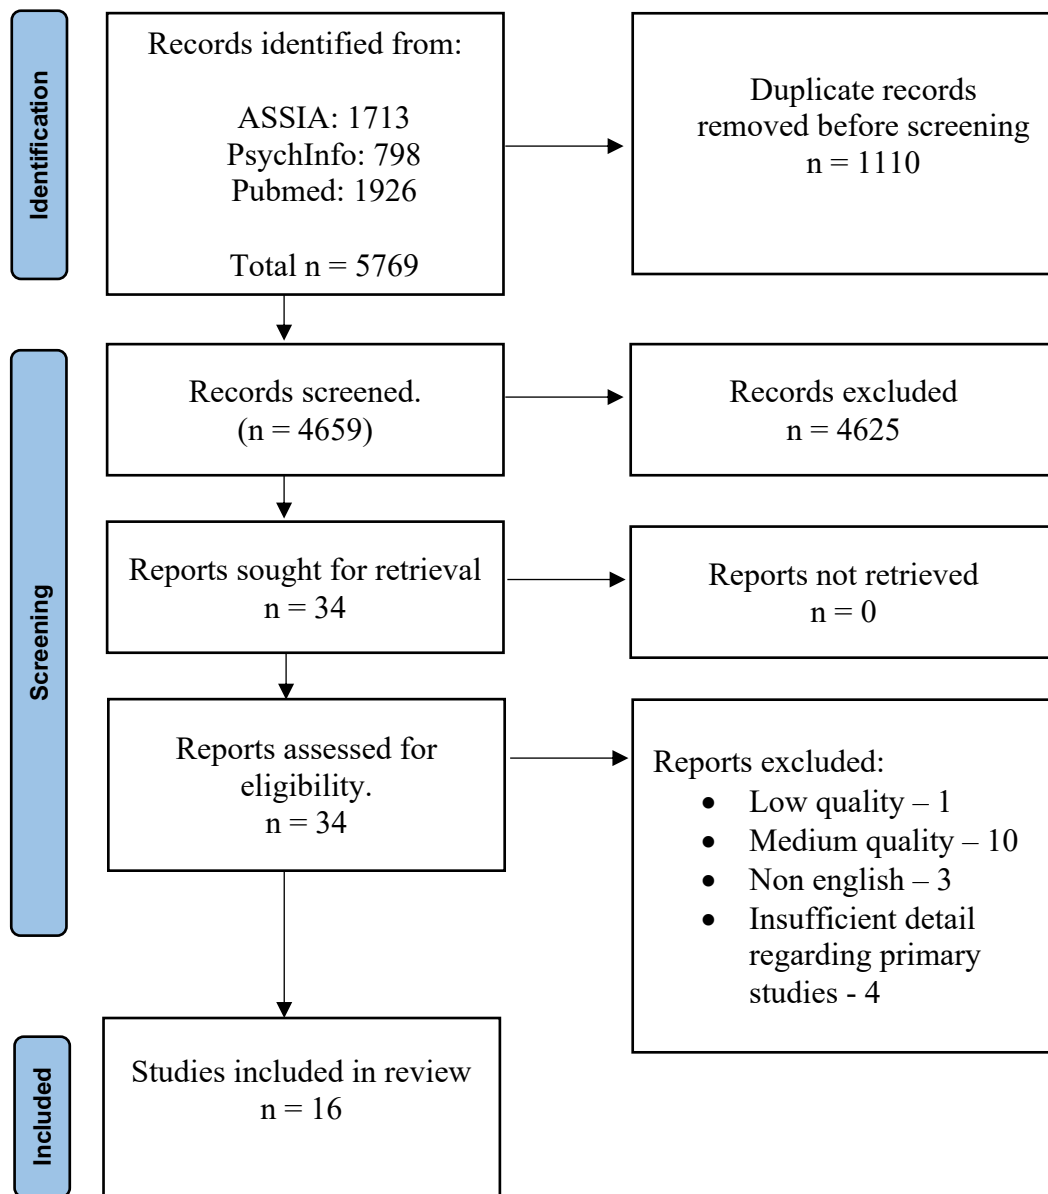 Identification
Records identified from:
ASSIA: 1713
PsychInfo: 798
Pubmed: 1926
Total n = 5769
Duplicate records
removed before screening
n = 1110
Screening
Records screened.
(n = 4659)
Records excluded
n = 4625
Reports sought for retrieval
n = 34
Reports not retrieved
n = 0
Reports assessed for
eligibility.
n = 34
Reports excluded:
• Low quality – 1
• Medium quality – 10
• Non english – 3
• Insufficient detail
regarding primary
studies - 4
Included
Studies included in review
n = 16